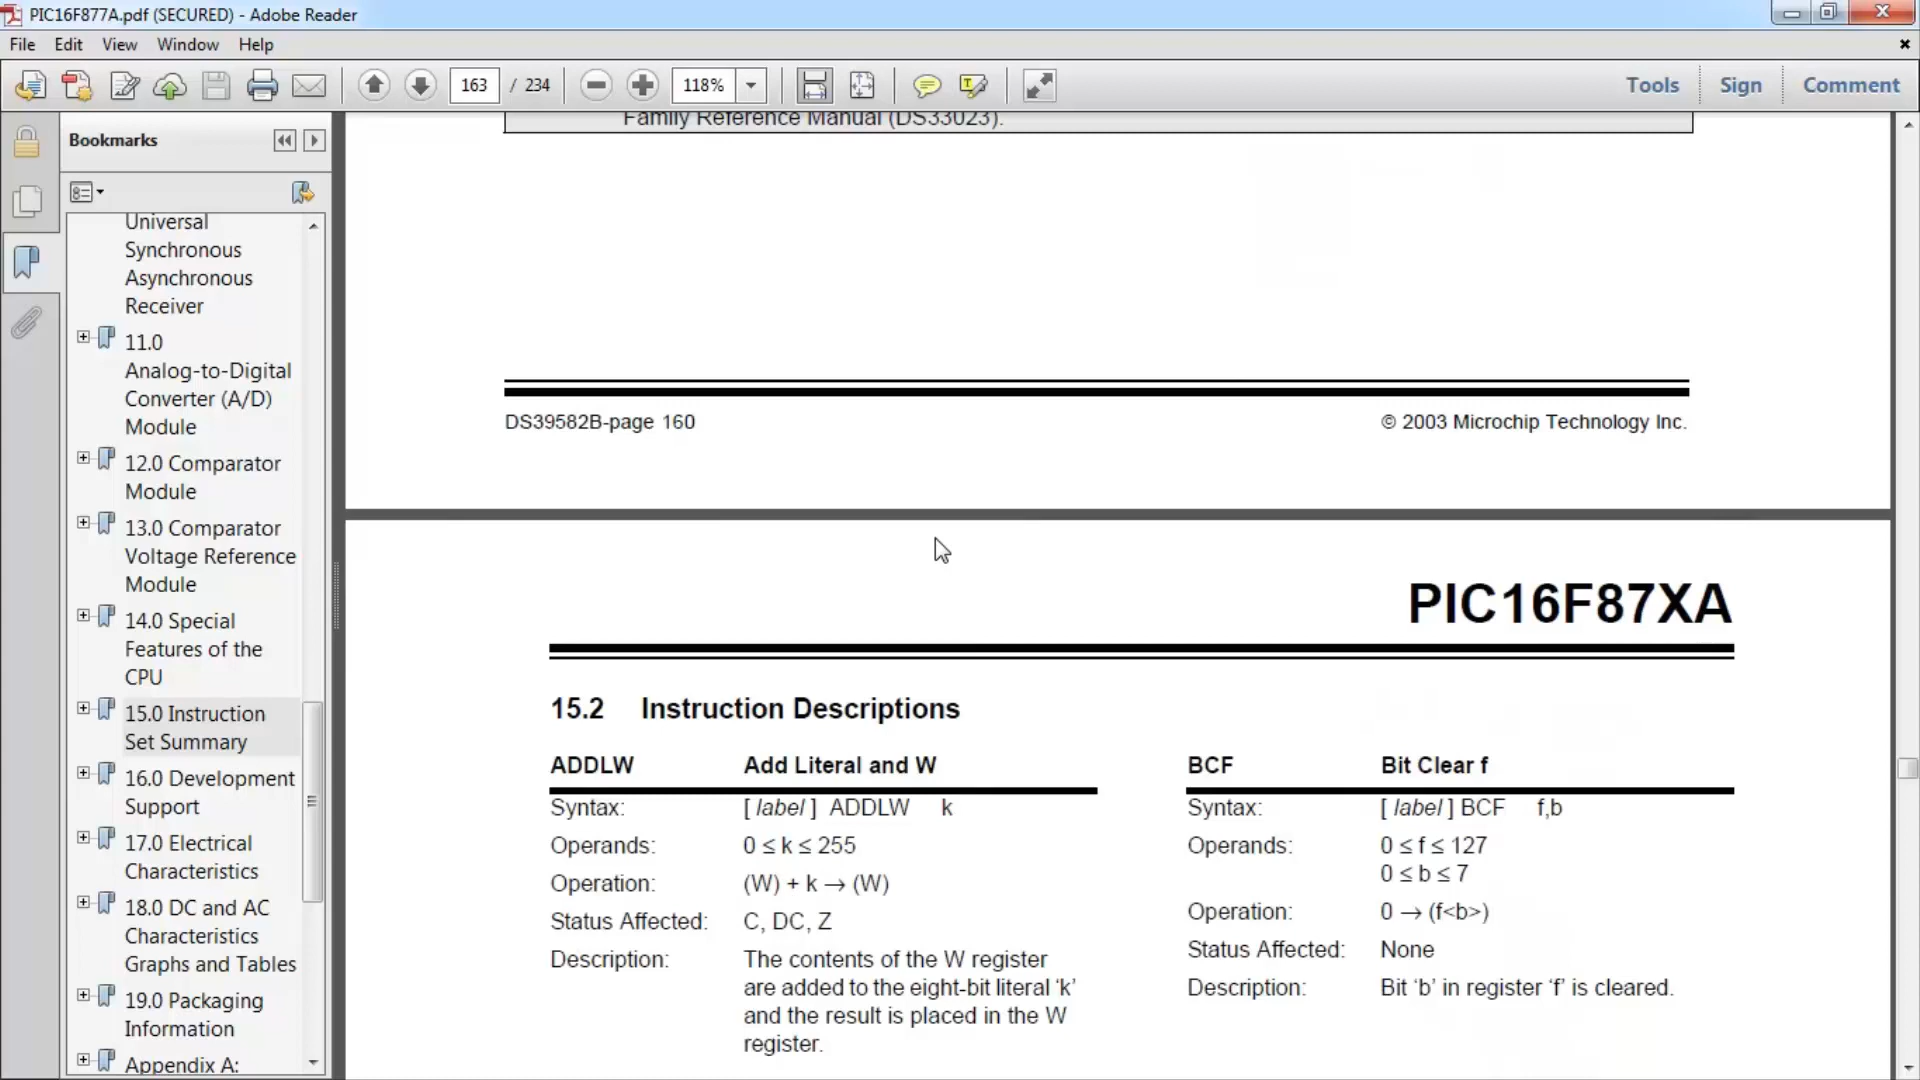 PIC16F877A.pdf (SECURED) - Adobe Reader
File Edit View Window Help
163 / 234 118% Tools Sign Comment
Bookmarks
Universal
Synchronous
Asynchronous
Receiver
11.0
Analog-to-Digital
Converter (A/D)
Module
12.0 Comparator
Module
13.0 Comparator
Voltage Reference
Module
14.0 Special
Features of the
CPU
15.0 Instruction
Set Summary
16.0 Development
Support
17.0 Electrical
Characteristics
18.0 DC and AC
Characteristics
Graphs and Tables
19.0 Packaging
Information
Appendix A:
Family Reference Manual (DS33023).
DS39582B-page 160 © 2003 Microchip Technology Inc.
PIC16F87XA
15.2 Instruction Descriptions
ADDLW Add Literal and W
Syntax: [ label ] ADDLW k
Operands: 0 ≤ k ≤ 255
Operation: (W) + k → (W)
Status Affected: C, DC, Z
Description: The contents of the W register
are added to the eight-bit literal ‘k’
and the result is placed in the W
register.
BCF Bit Clear f
Syntax: [ label ] BCF f,b
Operands: 0 ≤ f ≤ 127
0 ≤ b ≤ 7
Operation: 0 → (f<b>)
Status Affected: None
Description: Bit ‘b’ in register ‘f’ is cleared.